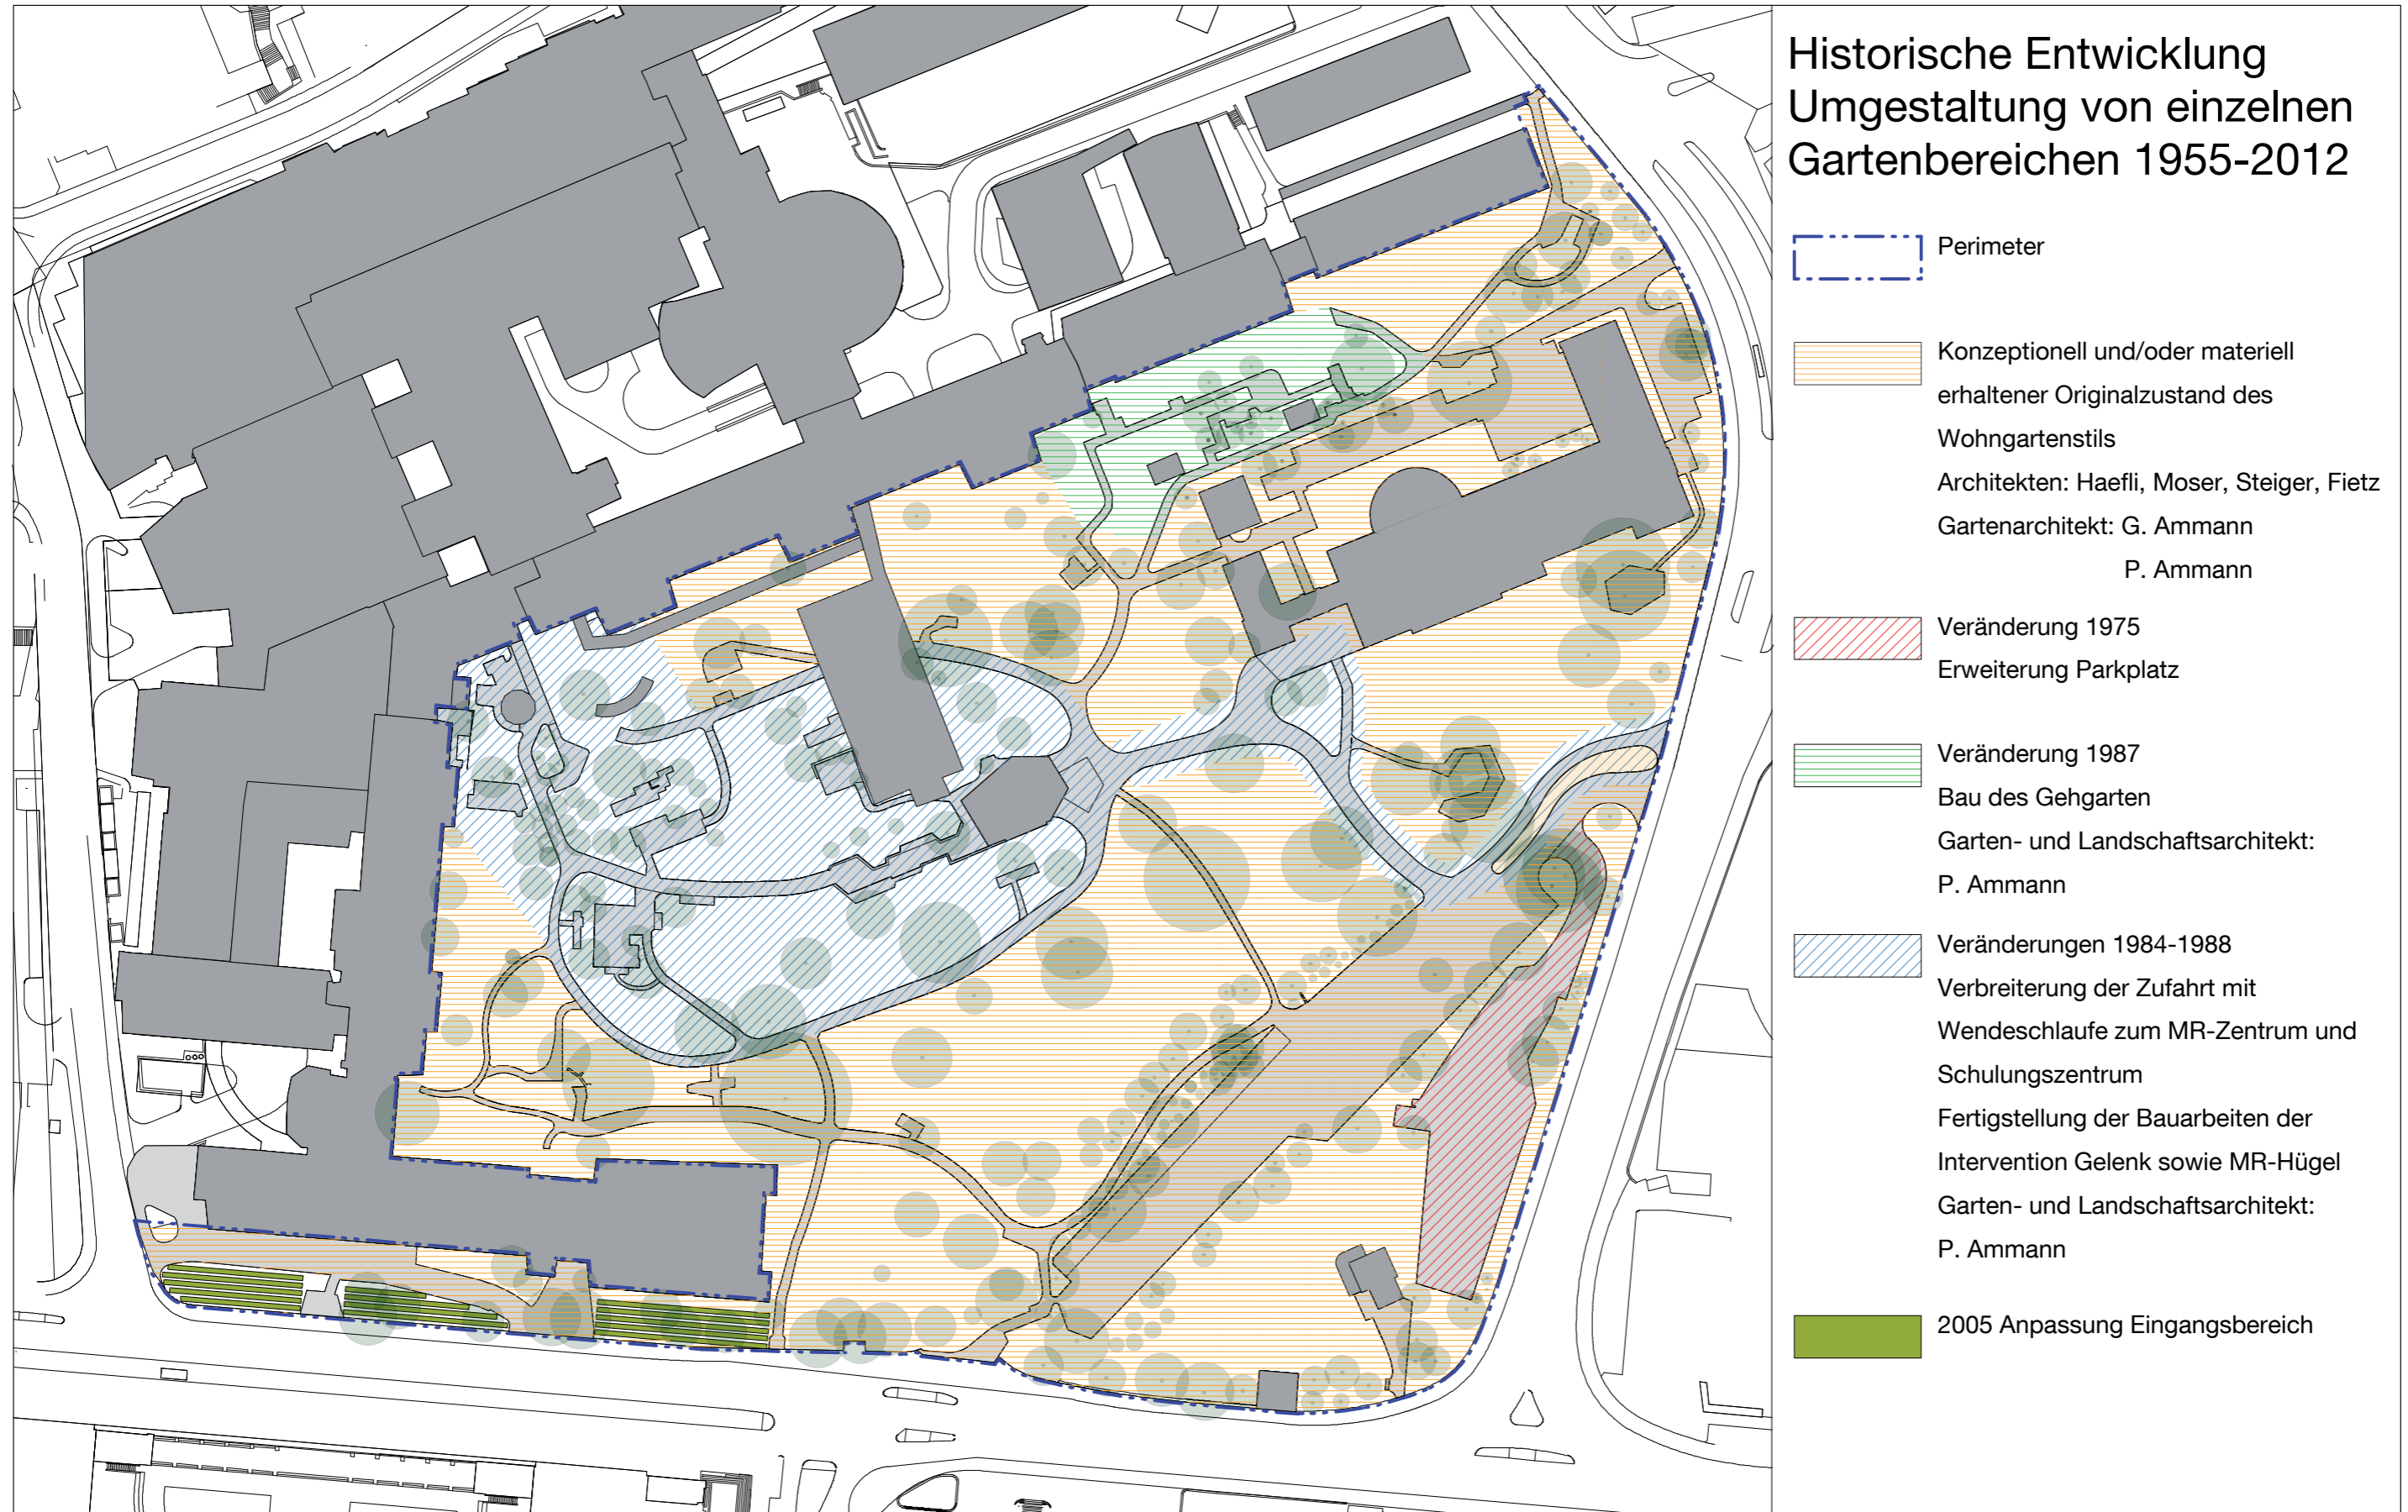 Historische Entwicklung
Umgestaltung von einzelnen
Gartenbereichen 1955-2012
Perimeter
Konzeptionell und/oder materiell
erhaltener Originalzustand des
Wohngartenstils
Architekten: Haefli, Moser, Steiger, Fietz
Gartenarchitekt: G. Ammann
P. Ammann
Veränderung 1975
Erweiterung Parkplatz
Veränderung 1987
Bau des Gehgarten
Garten- und Landschaftsarchitekt:
P. Ammann
Veränderungen 1984-1988
Verbreiterung der Zufahrt mit
Wendeschlaufe zum MR-Zentrum und
Schulungszentrum
Fertigstellung der Bauarbeiten der
Intervention Gelenk sowie MR-Hügel
Garten- und Landschaftsarchitekt:
P. Ammann
2005 Anpassung Eingangsbereich